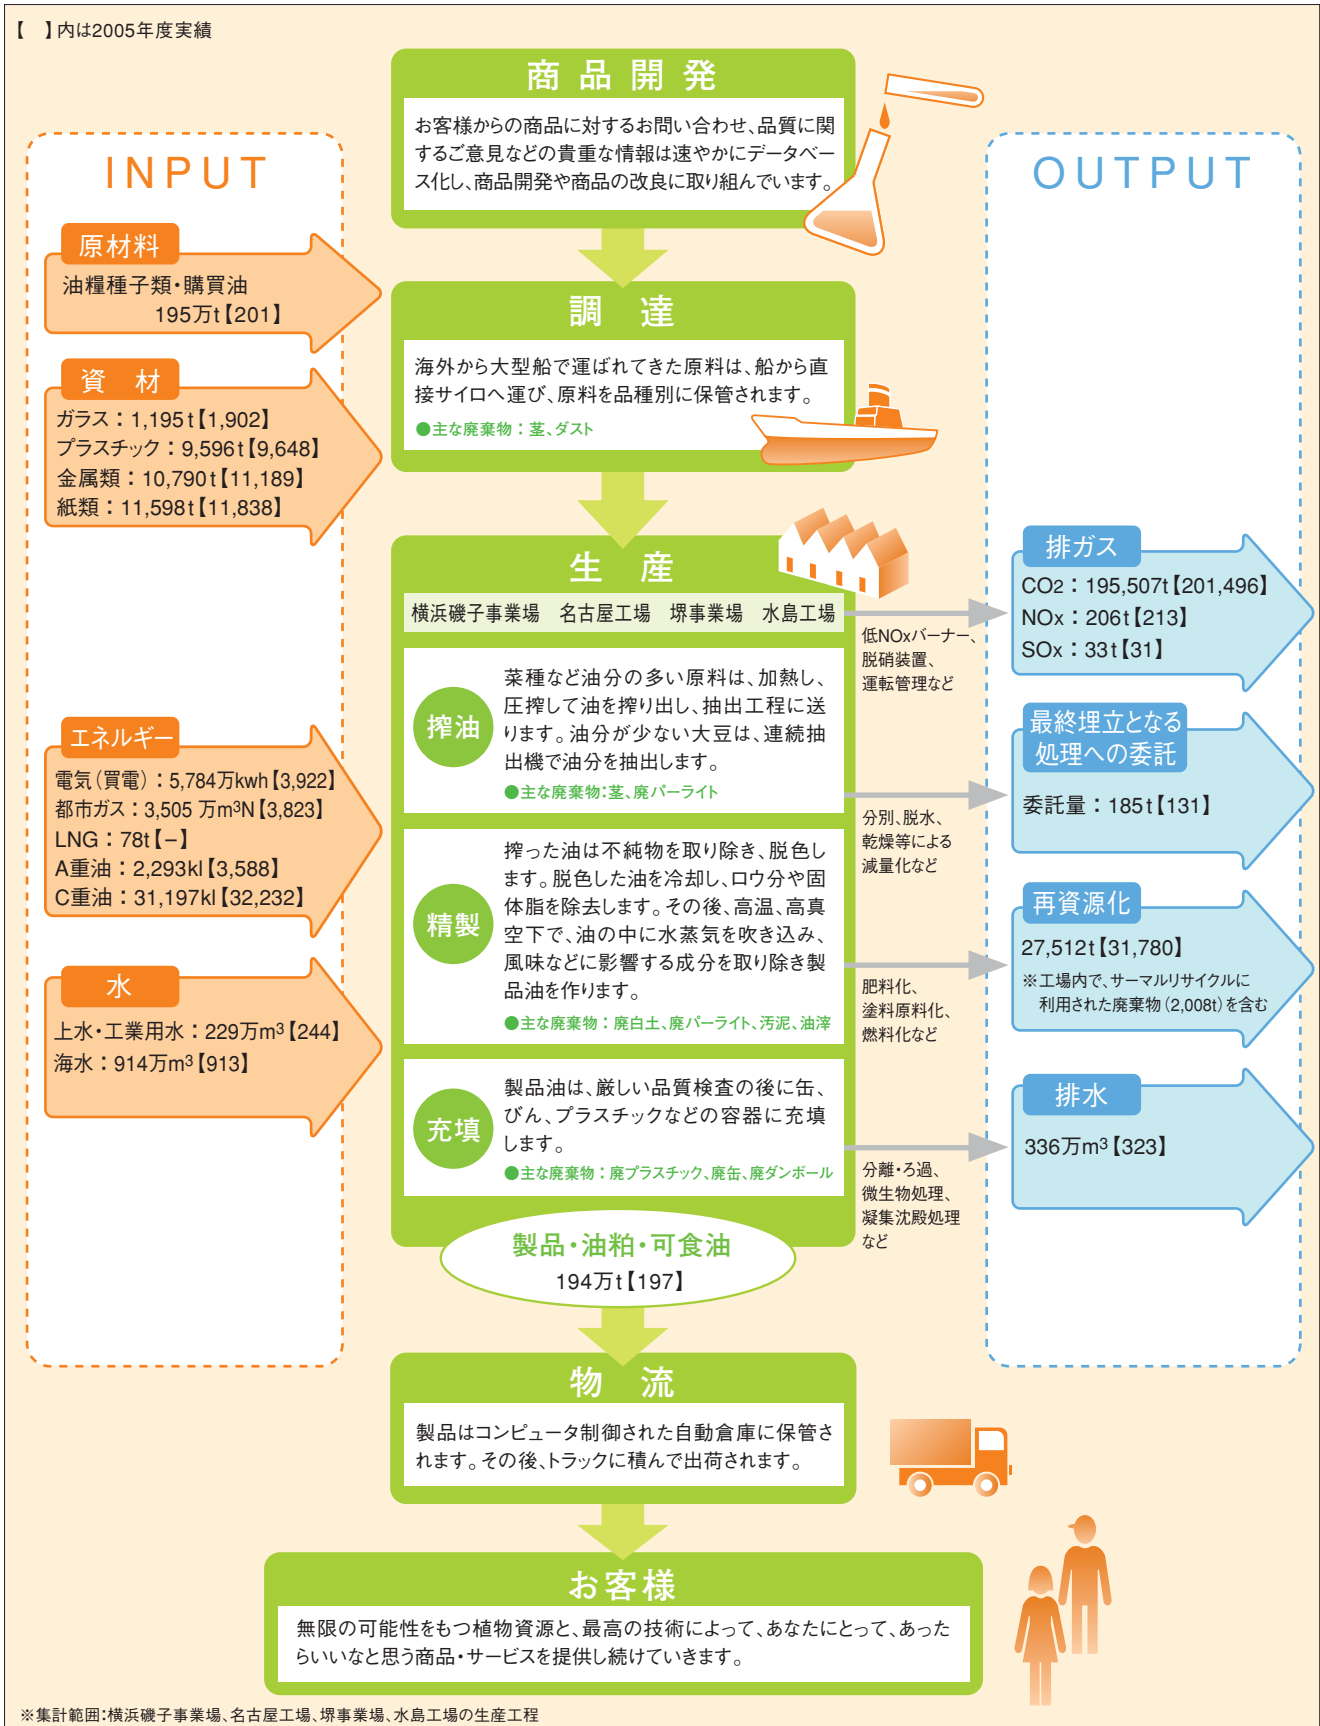 【　】内は2005年度実績
商品開発
お客様からの商品に対するお問い合わせ、品質に関
するご意見などの貴重な情報は速やかにデータベー
ス化し、商品開発や商品の改良に取り組んでいます。
INPUT
原材料
油糧種子類・購買油
195万t【201】
資　材
ガラス：1,195t【1,902】
プラスチック：9,596t【9,648】
金属類：10,790t【11,189】
紙類：11,598t【11,838】
エネルギー
電気（買電）：5,784万kwh【3,922】
都市ガス：3,505 万m³N【3,823】
LNG：78t【−】
A重油：2,293kl【3,588】
C重油：31,197kl【32,232】
水
上水・工業用水：229万m³【244】
海水：914万m³【913】
調　達
海外から大型船で運ばれてきた原料は、船から直
接サイロへ運び、原料を品種別に保管されます。
●主な廃棄物：茎、ダスト
生　産
横浜磯子事業場　名古屋工場　堺事業場　水島工場
搾油
菜種など油分の多い原料は、加熱し、
圧搾して油を搾り出し、抽出工程に送
ります。油分が少ない大豆は、連続抽
出機で油分を抽出します。
●主な廃棄物：茎、廃パーライト
精製
搾った油は不純物を取り除き、脱色し
ます。脱色した油を冷却し、ロウ分や固
体脂を除去します。その後、高温、高真
空下で、油の中に水蒸気を吹き込み、
風味などに影響する成分を取り除き製
品油を作ります。
●主な廃棄物：廃白土、廃パーライト、汚泥、油滓
充填
製品油は、厳しい品質検査の後に缶、
びん、プラスチックなどの容器に充填
します。
●主な廃棄物：廃プラスチック、廃缶、廃ダンボール
製品・油粕・可食油
194万t【197】
低NOxバーナー、
脱硝装置、
運転管理など
分別、脱水、
乾燥等による
減量化など
肥料化、
塗料原料化、
燃料化など
分離・ろ過、
微生物処理、
凝集沈殿処理
など
OUTPUT
排ガス
CO2：195,507t【201,496】
NOx：206t【213】
SOx：33t【31】
最終埋立となる
処理への委託
委託量：185t【131】
再資源化
27,512t【31,780】
※工場内で、サーマルリサイクルに
利用された廃棄物（2,008t）を含む
排水
336万m³【323】
物　流
製品はコンピュータ制御された自動倉庫に保管さ
れます。その後、トラックに積んで出荷されます。
お客様
無限の可能性をもつ植物資源と、最高の技術によって、あなたにとって、あった
らいいなと思う商品・サービスを提供し続けていきます。
※集計範囲：横浜磯子事業場、名古屋工場、堺事業場、水島工場の生産工程